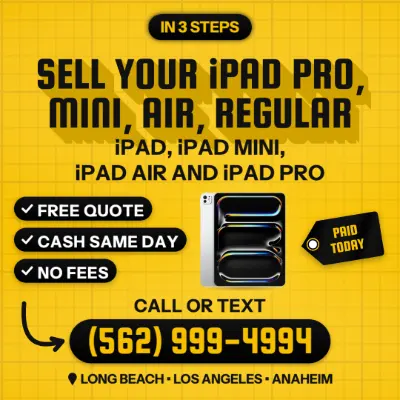 IN 3 STEPS
SELL YOUR iPAD PRO,
MINI, AIR, REGULAR
iPAD, iPAD MINI,
iPAD AIR AND iPAD PRO
✓ FREE QUOTE
✓ CASH SAME DAY
✓ NO FEES
PAID
TODAY
CALL OR TEXT
(562) 999-4994
LONG BEACH • LOS ANGELES • ANAHEIM